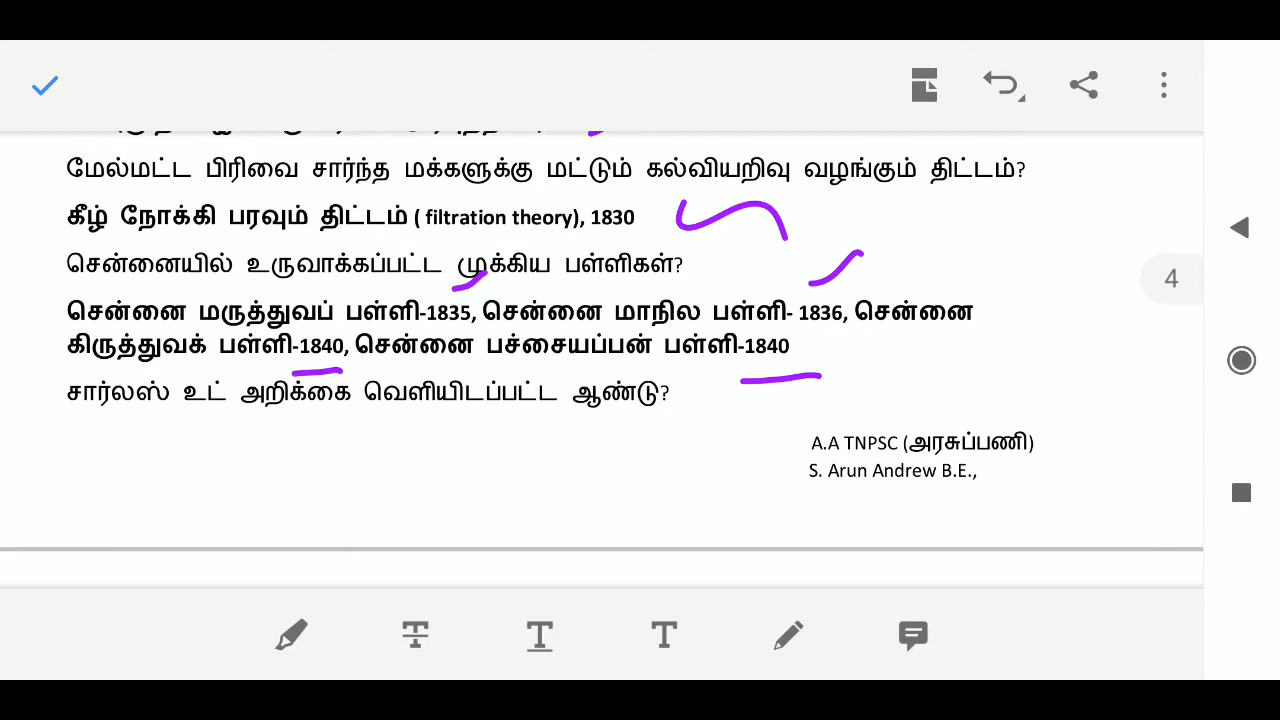 மேல்மட்ட பிரிவை சார்ந்த மக்களுக்கு மட்டும் கல்வியறிவு வழங்கும் திட்டம்?
கீழ் நோக்கி பரவும் திட்டம் ( filtration theory), 1830
சென்னையில் உருவாக்கப்பட்ட முக்கிய பள்ளிகள்?
4
சென்னை மருத்துவப் பள்ளி-1835, சென்னை மாநில பள்ளி- 1836, சென்னை
கிருத்துவக் பள்ளி-1840, சென்னை பச்சையப்பன் பள்ளி-1840
சார்லஸ் உட் அறிக்கை வெளியிடப்பட்ட ஆண்டு?
A.A TNPSC (அரசுப்பணி)
S. Arun Andrew B.E.,
T
T
T